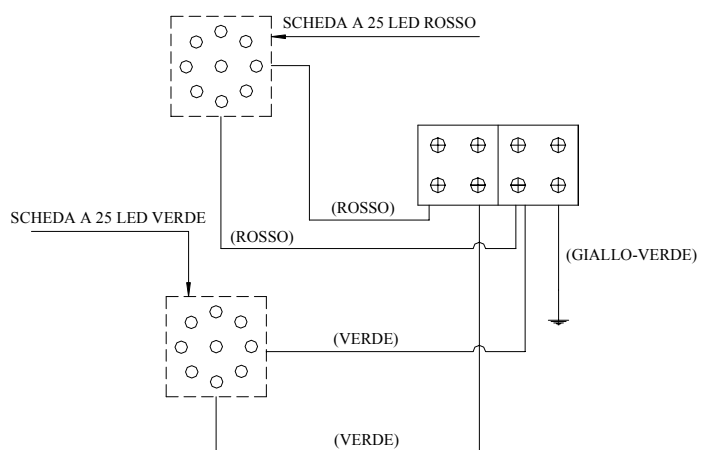 SCHEDA A 25 LED ROSSO
(ROSSO)
SCHEDA A 25 LED VERDE
(ROSSO)
(GIALLO-VERDE)
(VERDE)
(VERDE)